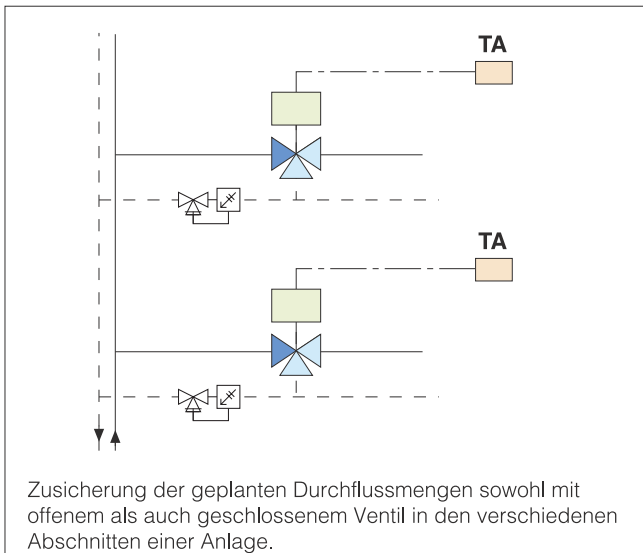 TA
TA
Zusicherung der geplanten Durchflussmengen sowohl mit
offenem als auch geschlossenem Ventil in den verschiedenen
Abschnitten einer Anlage.